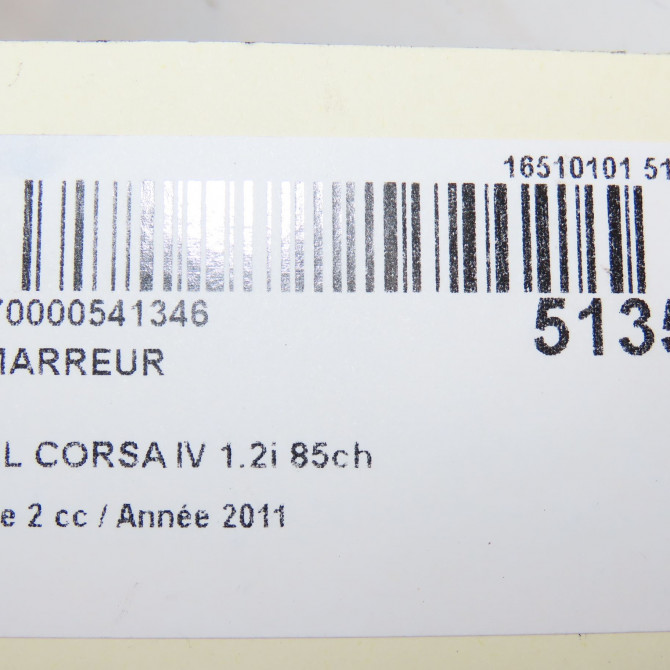 16510101 51
70000541346
5135
MARREUR
L CORSA IV 1.2i 85ch
e 2 cc / Année 2011